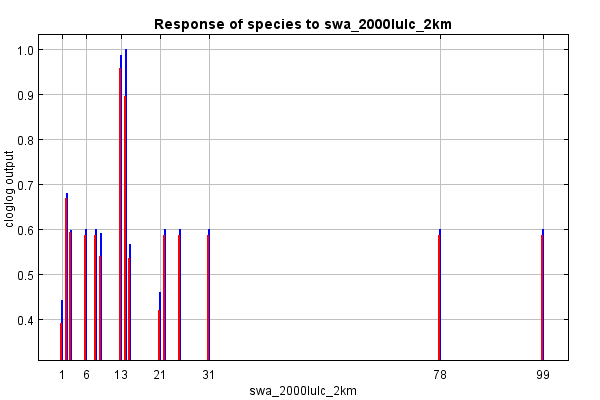 Response of species to swa_2000lulc_2km
1.0
0.9
0.8
0.7
0.6
0.5
0.4
cloglog output
1 6 13 21 31 78 99
swa_2000lulc_2km